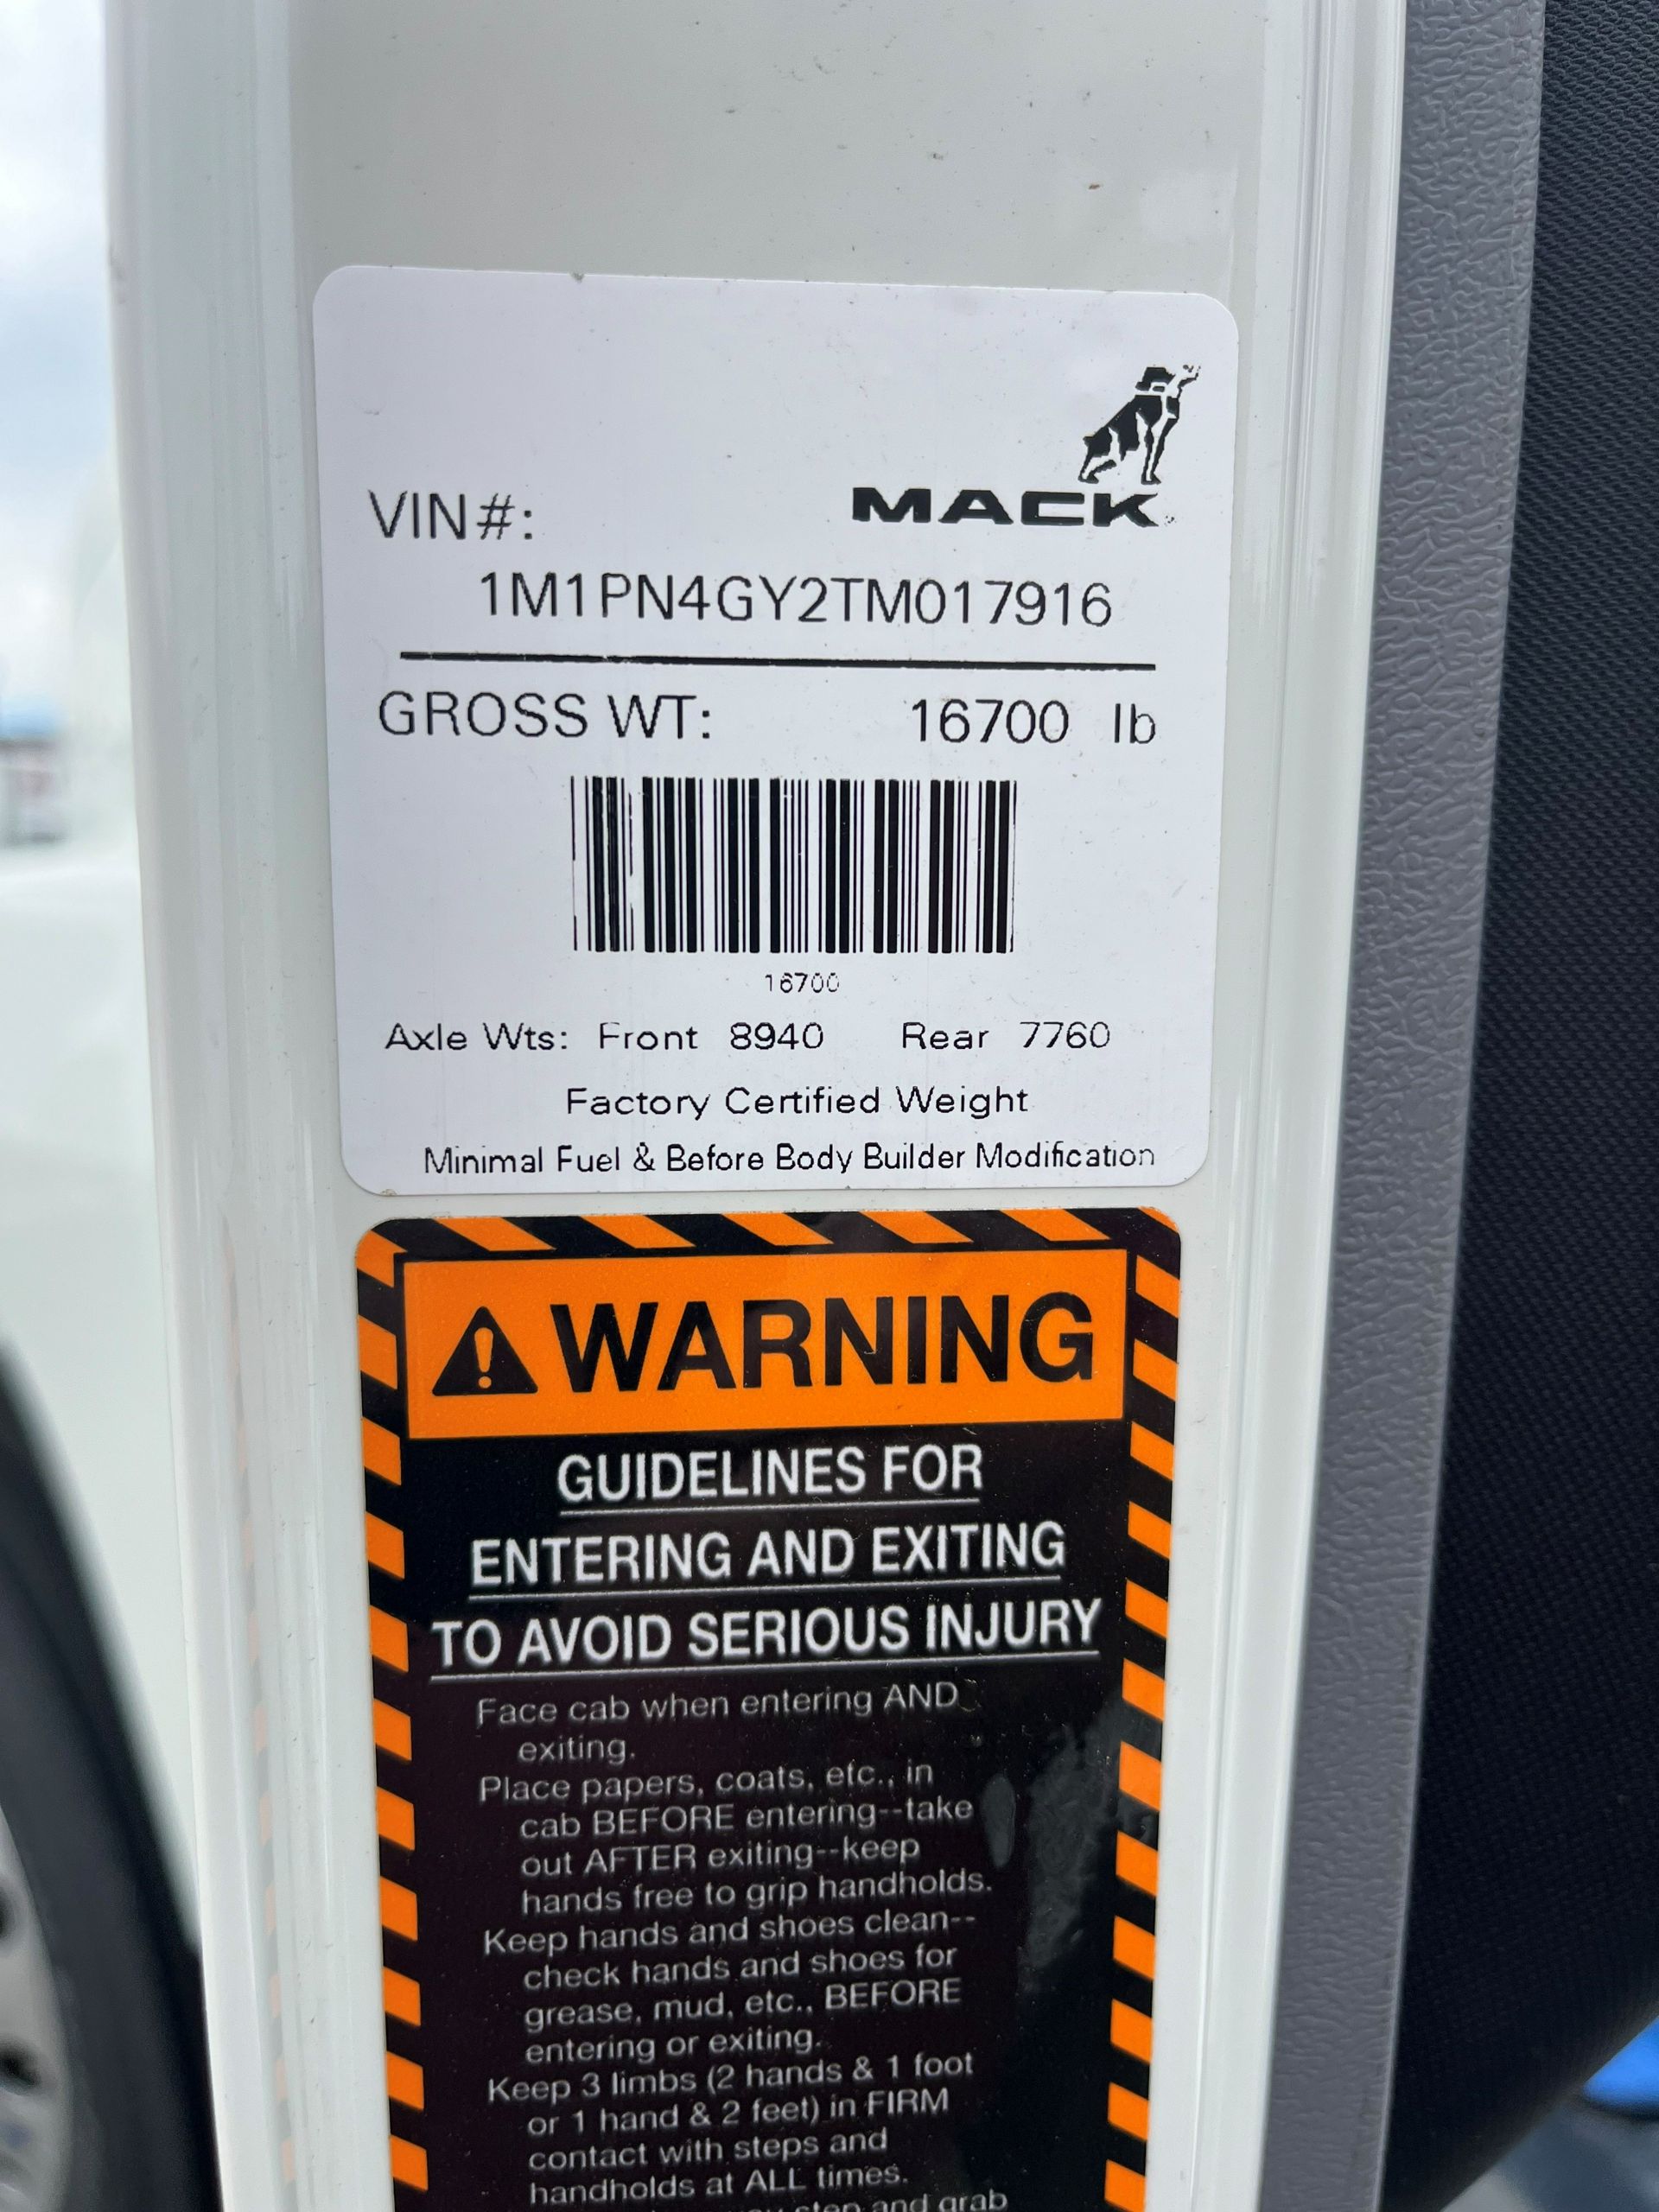 MACK
VIN#:
1M1PN4GY2TM017916
GROSS WT: 16700 lb
16700
Axle Wts: Front 8940 Rear 7760
Factory Certified Weight
Minimal Fuel & Before Body Builder Modification
WARNING
GUIDELINES FOR
ENTERING AND EXITING
TO AVOID SERIOUS INJURY
Face cab when entering AND
exiting.
Place papers, coats, etc., in
cab BEFORE entering--take
out AFTER exiting--keep
hands free to grip handholds.
Keep hands and shoes clean--
check hands and shoes for
grease, mud, etc., BEFORE
entering or exiting.
Keep 3 limbs (2 hands & 1 foot
or 1 hand & 2 feet) in FIRM
contact with steps and
handholds at ALL times.
step and grab